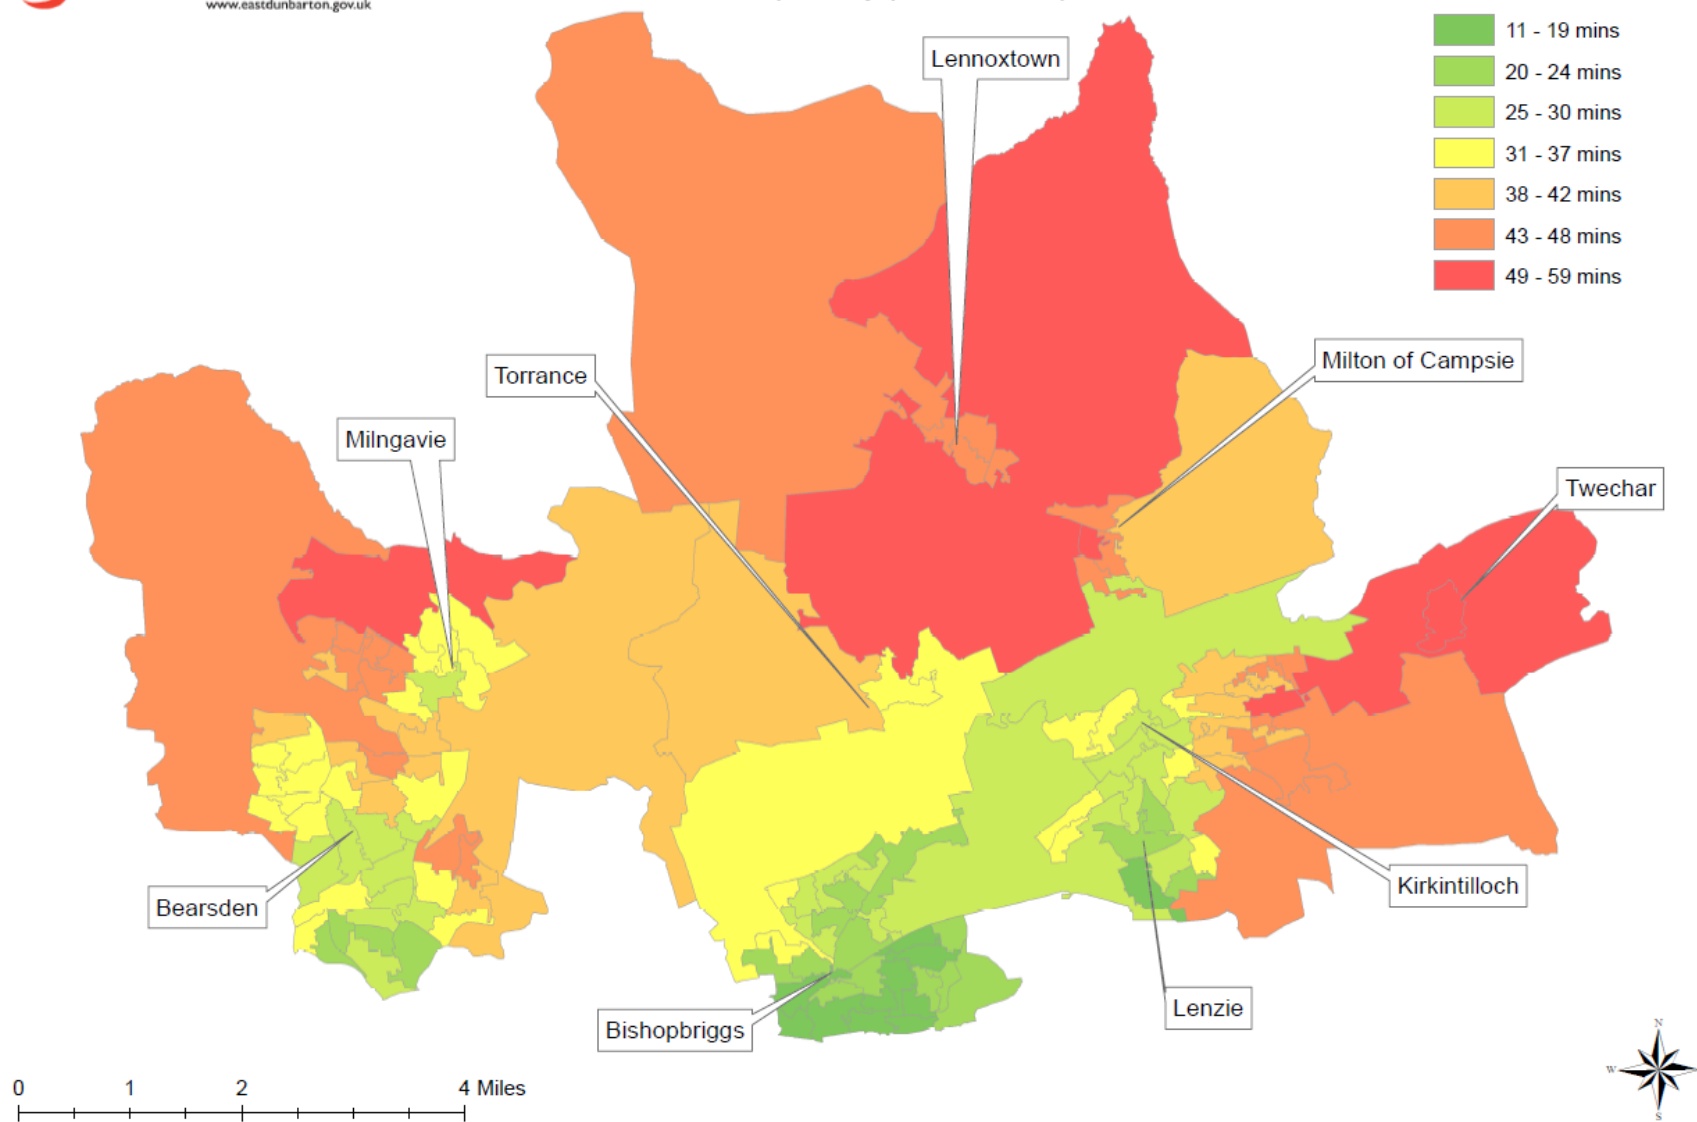 www.eastdunbarton.gov.uk
11 - 19 mins
20 - 24 mins
25 - 30 mins
31 - 37 mins
38 - 42 mins
43 - 48 mins
49 - 59 mins
Lennoxtown
Milton of Campsie
Torrance
Milngavie
Twechar
Bearsden
Kirkintilloch
Lenzie
Bishopbriggs
0 1 2 4 Miles
N
W
S